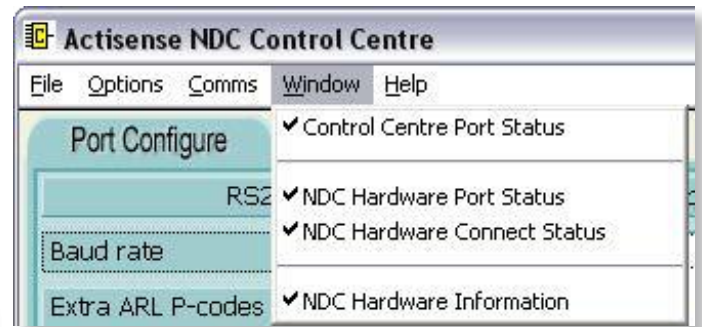 Actisense NDC Control Centre
File Options Comms Window Help
Port Configure
✔Control Centre Port Status
RS2
✔NDC Hardware Port Status
✔NDC Hardware Connect Status
Baud rate
Extra ARL P-codes
✔NDC Hardware Information